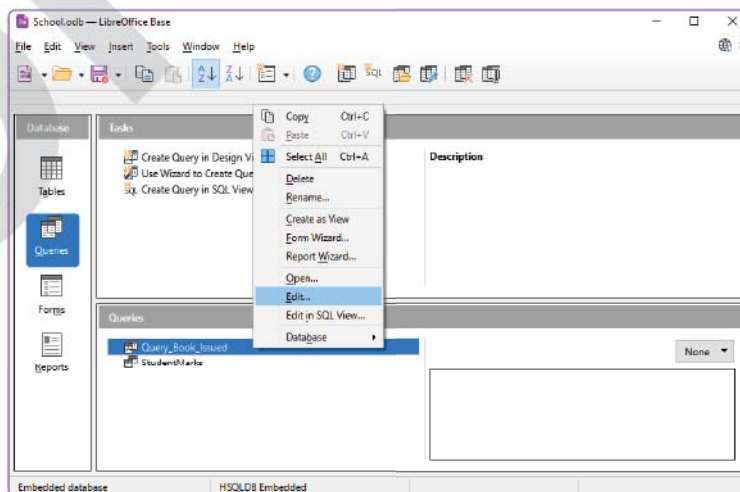 School.odb — LibreOffice Base
File Edit View Insert Tools Window Help
SQL
Database
Tasks
Create Query in Design Vi
Use Wizard to Create Que
SQL Create Query in SQL View
Description
Copy Ctrl+C
Paste Ctrl+V
Select All Ctrl+A
Delete
Rename...
Create as View
Form Wizard...
Report Wizard...
Open...
Edit...
Edit in SQL View...
Database
Tables
Queries
Forms
Reports
Queries
Query_Book_Issued
StudentMarks
None
Embedded database HSQLDB Embedded